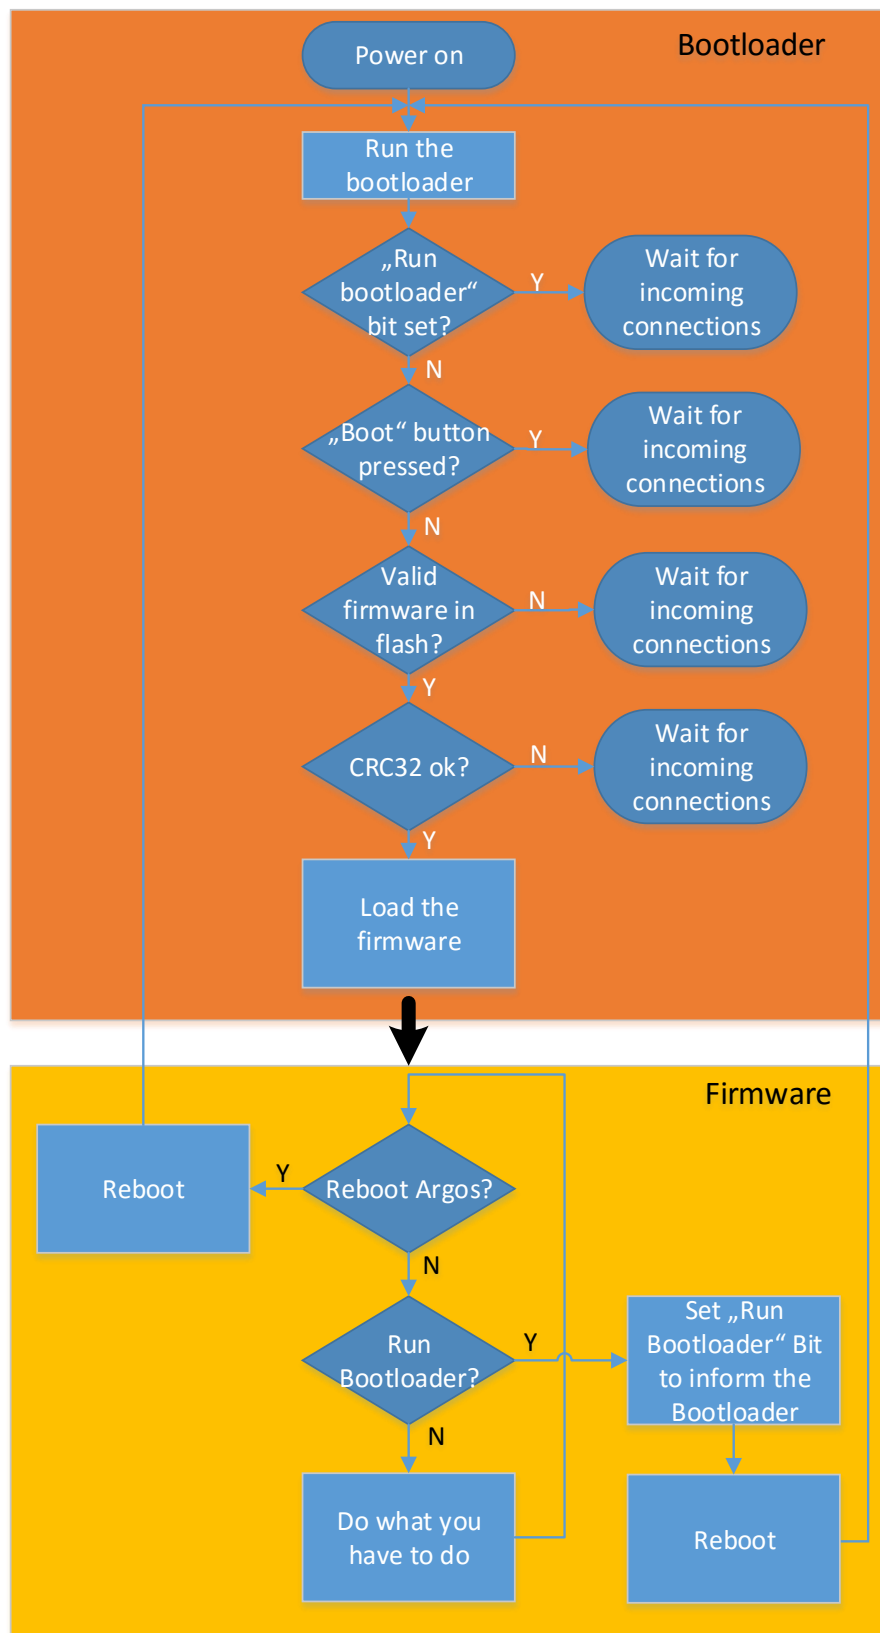 Bootloader
Power on
Run the
bootloader
„Run
bootloader“
bit set?
Y
Wait for
incoming
connections
N
„Boot“ button
pressed?
Y
Wait for
incoming
connections
N
Valid
firmware in
flash?
N
Wait for
incoming
connections
Y
CRC32 ok?
N
Wait for
incoming
connections
Y
Load the
firmware
Firmware
Reboot
Y
Reboot Argos?
N
Run
Bootloader?
Y
Set „Run
Bootloader“ Bit
to inform the
Bootloader
N
Do what you
have to do
Reboot